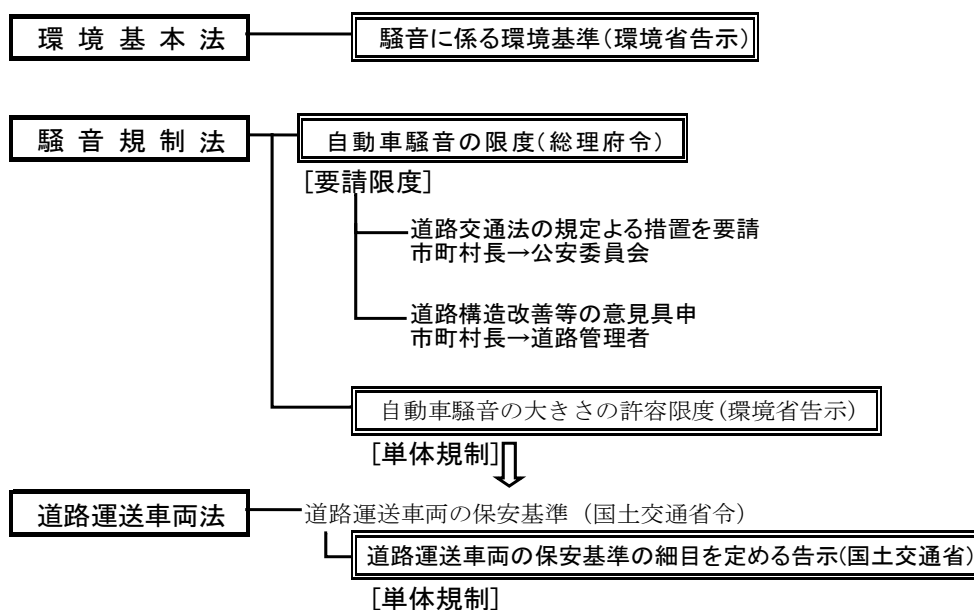 環境基本法
騒音に係る環境基準(環境省告示)
騒音規制法
自動車騒音の限度(総理府令)
[要請限度]
道路交通法の規定よる措置を要請
市町村長→公安委員会
道路構造改善等の意見具申
市町村長→道路管理者
自動車騒音の大きさの許容限度(環境省告示)
[単体規制]
道路運送車両法
道路運送車両の保安基準(国土交通省令)
道路運送車両の保安基準の細目を定める告示(国土交通省)
[単体規制]